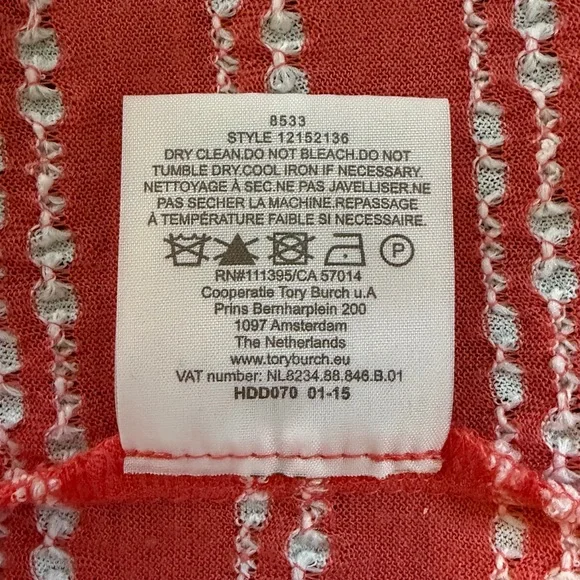 8533
STYLE 12152136
DRY CLEAN.DO NOT BLEACH.DO NOT
TUMBLE DRY.COOL IRON IF NECESSARY.
NETTOYAGE À SEC.NE PAS JAVELLISER.NE
PAS SECHER LA MACHINE.REPASSAGE
À TEMPÉRATURE FAIBLE SI NECESSAIRE.
P
RN#111395/CA 57014
Cooperatie Tory Burch u.A
Prins Bernharplein 200
1097 Amsterdam
The Netherlands
www.toryburch.eu
VAT number: NL8234.88.846.B.01
HDD070 01-15